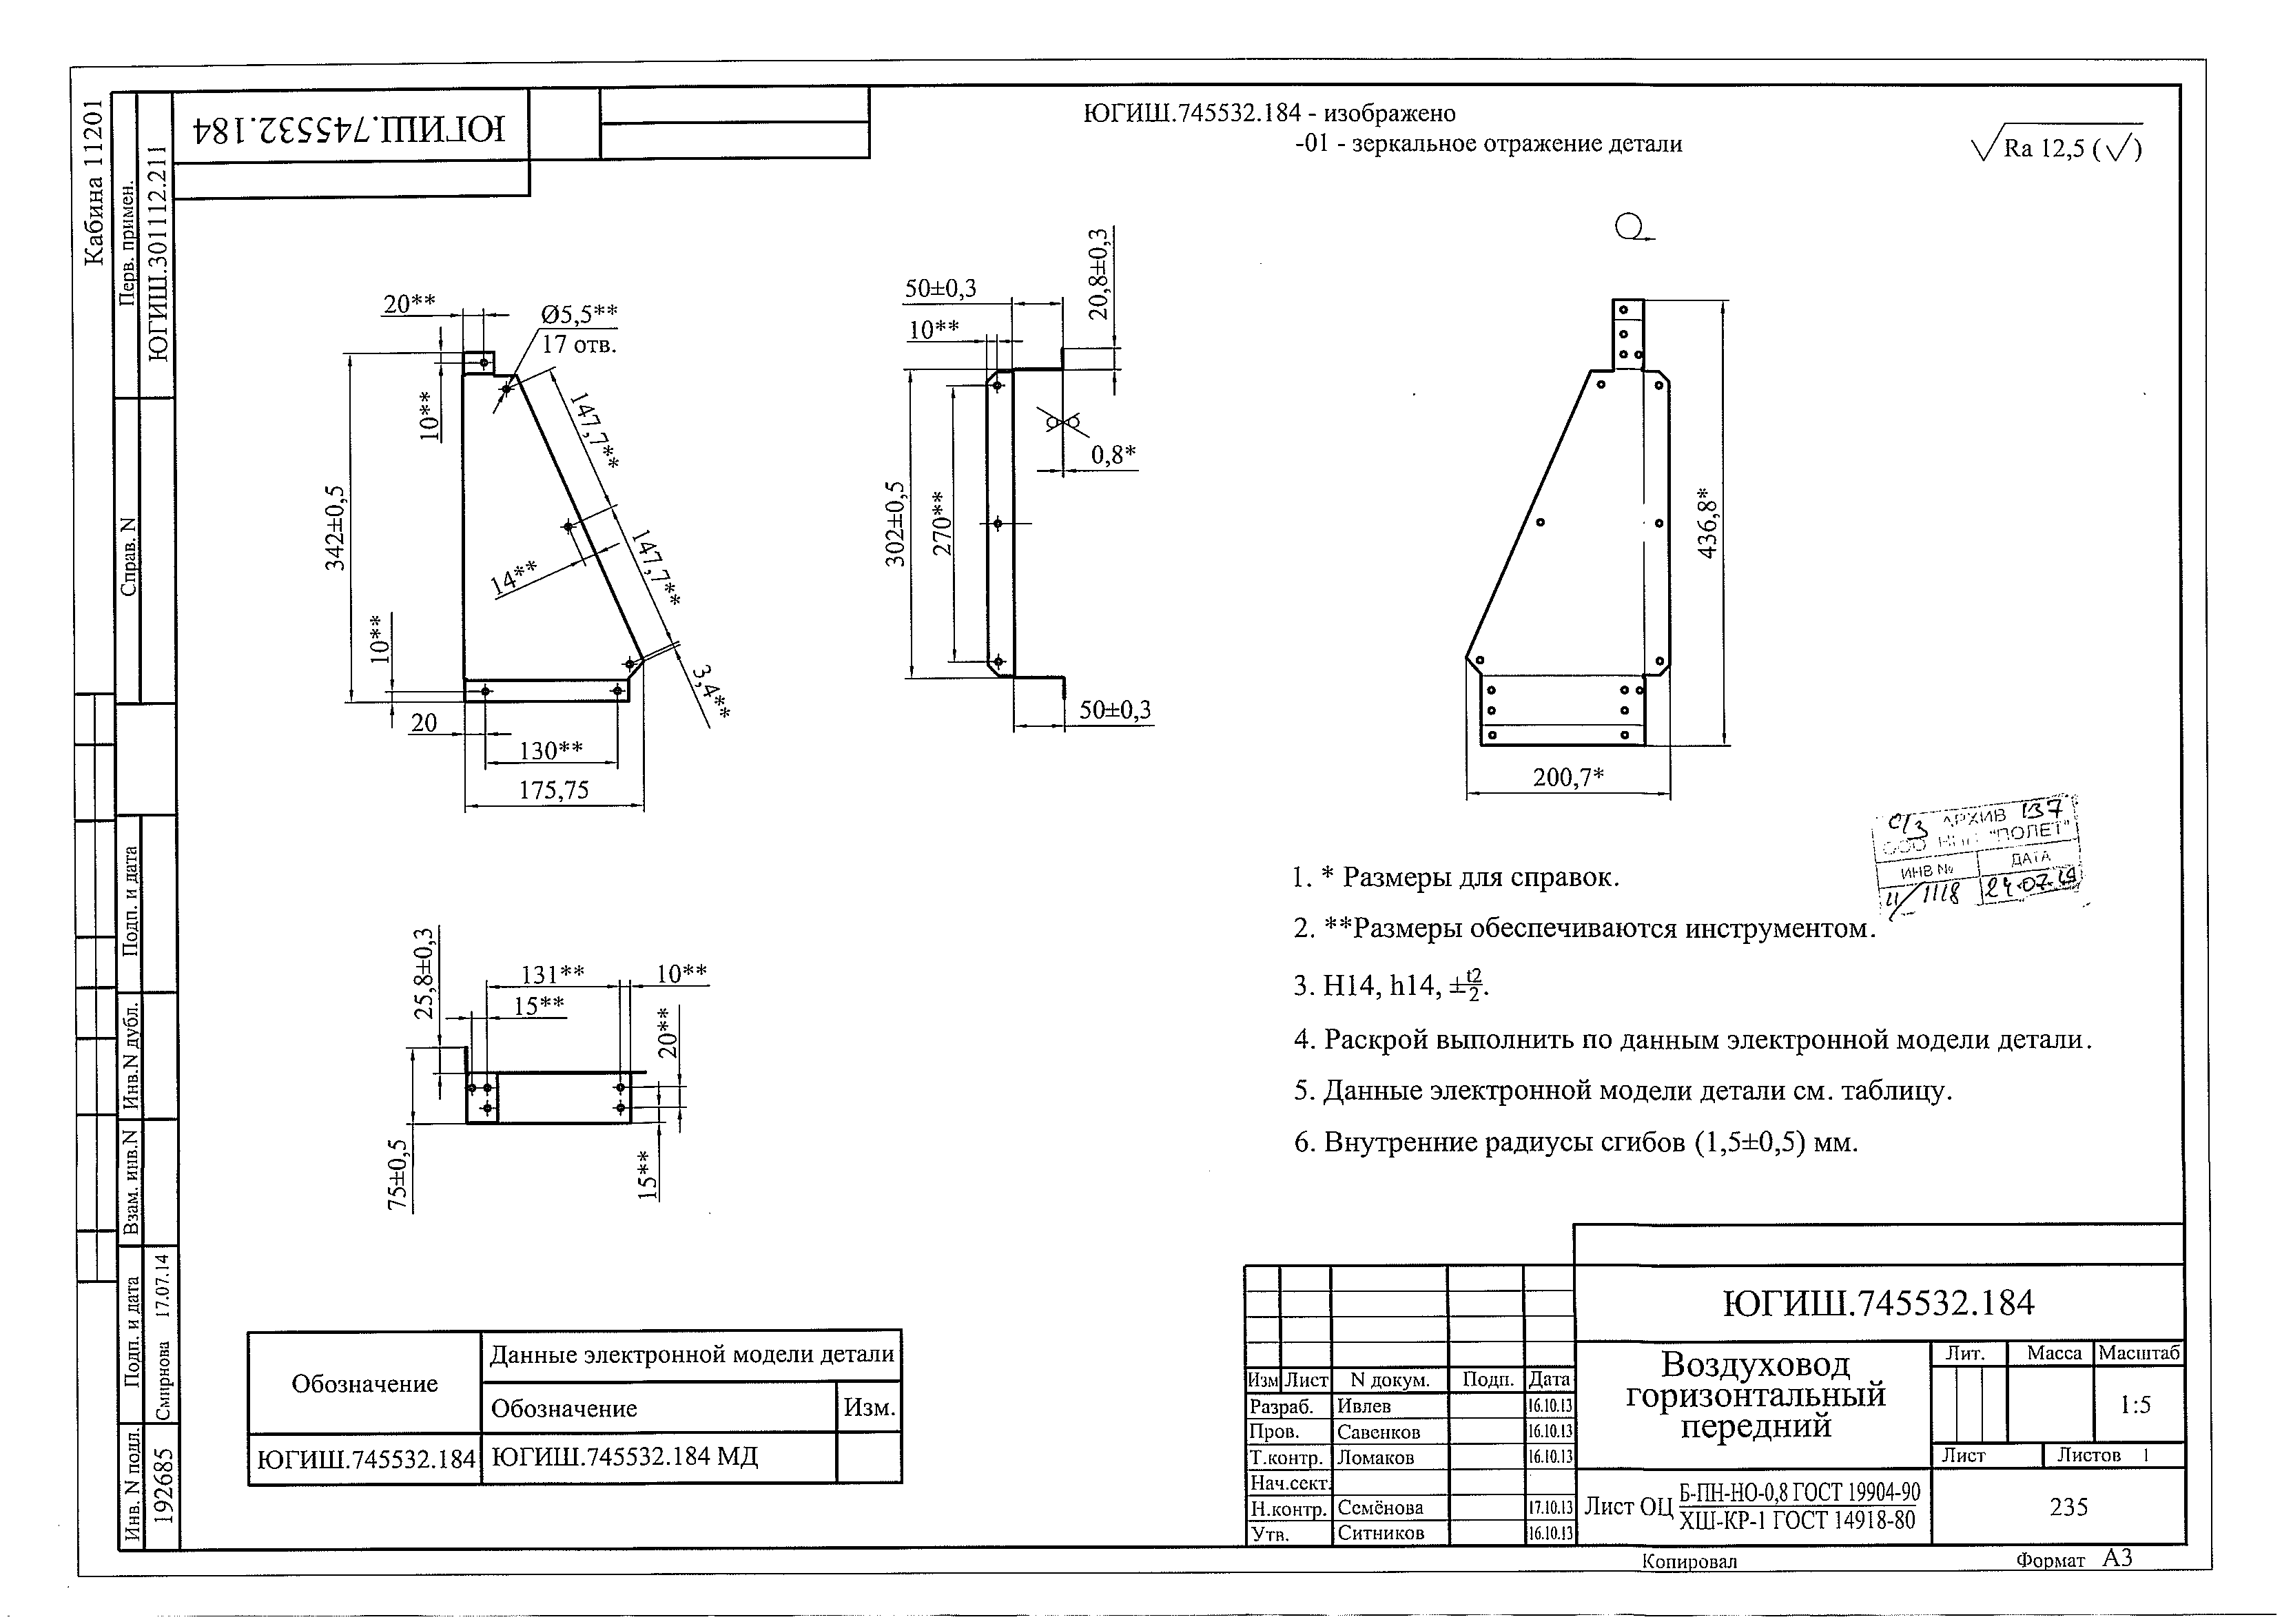 ЮГИШ.745532.184
ЮГИШ.745532.184 - изображено
-01 - зеркальное отражение детали
Ra 12,5 (√)
Кабина 11201
Перв. примен.
ЮГИШ.301112.211
Справ. N
Подп. и дата
Инв.N дубл.
Взам. инв.N
Подп. и дата
Смирнова 17.07.14
Инв. N подл.
192685
20**
Ø5,5**
17 отв.
10**
147,7**
342±0,5
14**
147,7**
10**
3,4**
20
130**
175,75
50±0,3
20,8±0,3
10**
0,8*
302±0,5
270**
50±0,3
436,8*
200,7*
25,8±0,3
131**
10**
15**
20**
75±0,5
15**
с/з АРХИВ 137
ООО НПП "ПОЛЕТ"
ИНВ № ДАТА
и/1118 24.07.19
1. * Размеры для справок.
2. **Размеры обеспечиваются инструментом.
3. H14, h14, ±t2/2.
4. Раскрой выполнить по данным электронной модели детали.
5. Данные электронной модели детали см. таблицу.
6. Внутренние радиусы сгибов (1,5±0,5) мм.
Обозначение
Данные электронной модели детали
Обозначение Изм.
ЮГИШ.745532.184 ЮГИШ.745532.184 МД
ЮГИШ.745532.184
Воздуховод
горизонтальный
передний
Лит. Масса Масштаб
1:5
Лист Листов 1
Изм Лист N докум. Подп. Дата
Разраб. Ивлев 16.10.13
Пров. Савенков 16.10.13
Т.контр. Ломаков 16.10.13
Нач.сект.
Н.контр. Семёнова 17.10.13
Утв. Ситников 16.10.13
Лист ОЦ Б-ПН-НО-0,8 ГОСТ 19904-90
ХШ-КР-1 ГОСТ 14918-80
235
Копировал
Формат А3